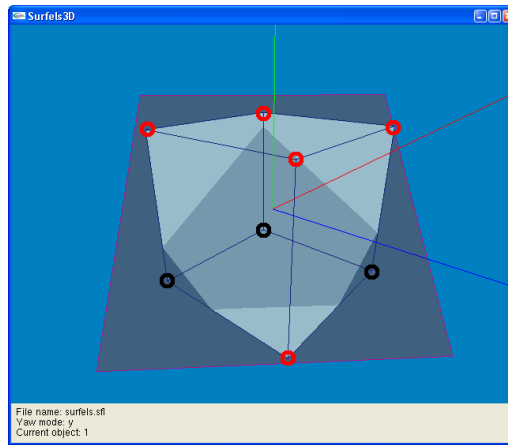 Surfels3D
File name: surfels.sfl
Yaw mode: y
Current object: 1